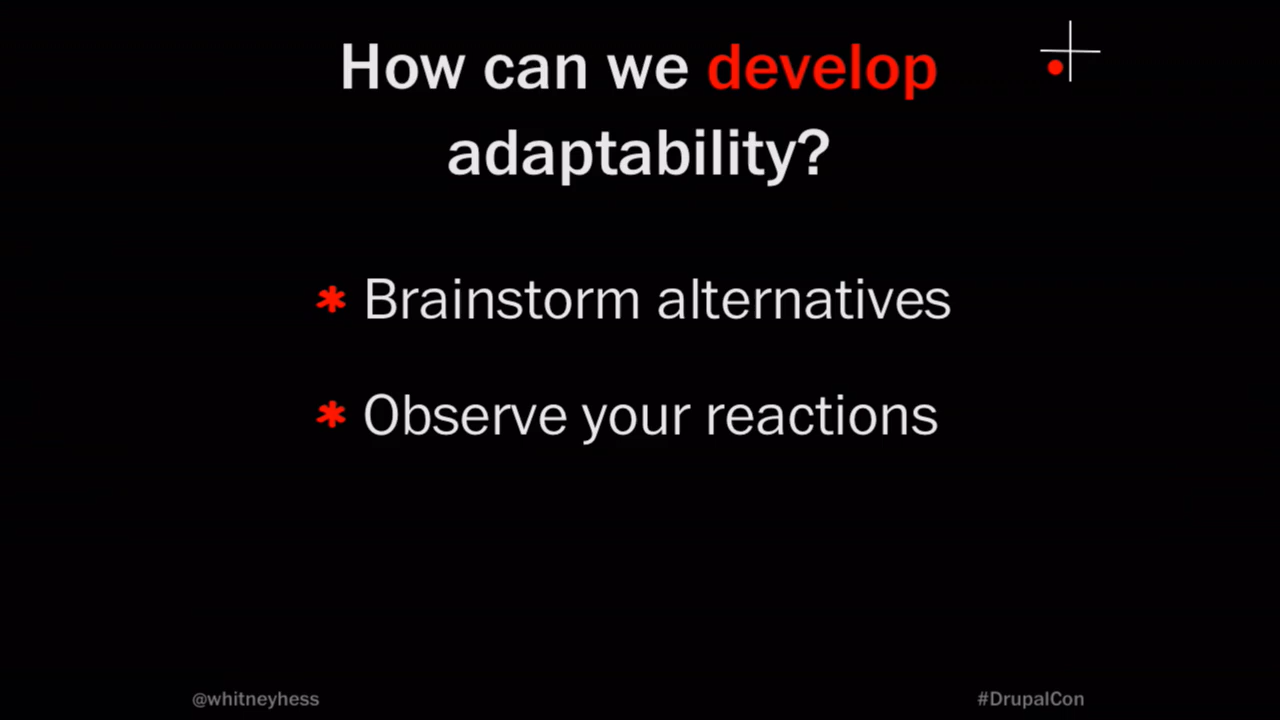 How can we develop
adaptability?
* Brainstorm alternatives
* Observe your reactions
@whitneyhess
#DrupalCon